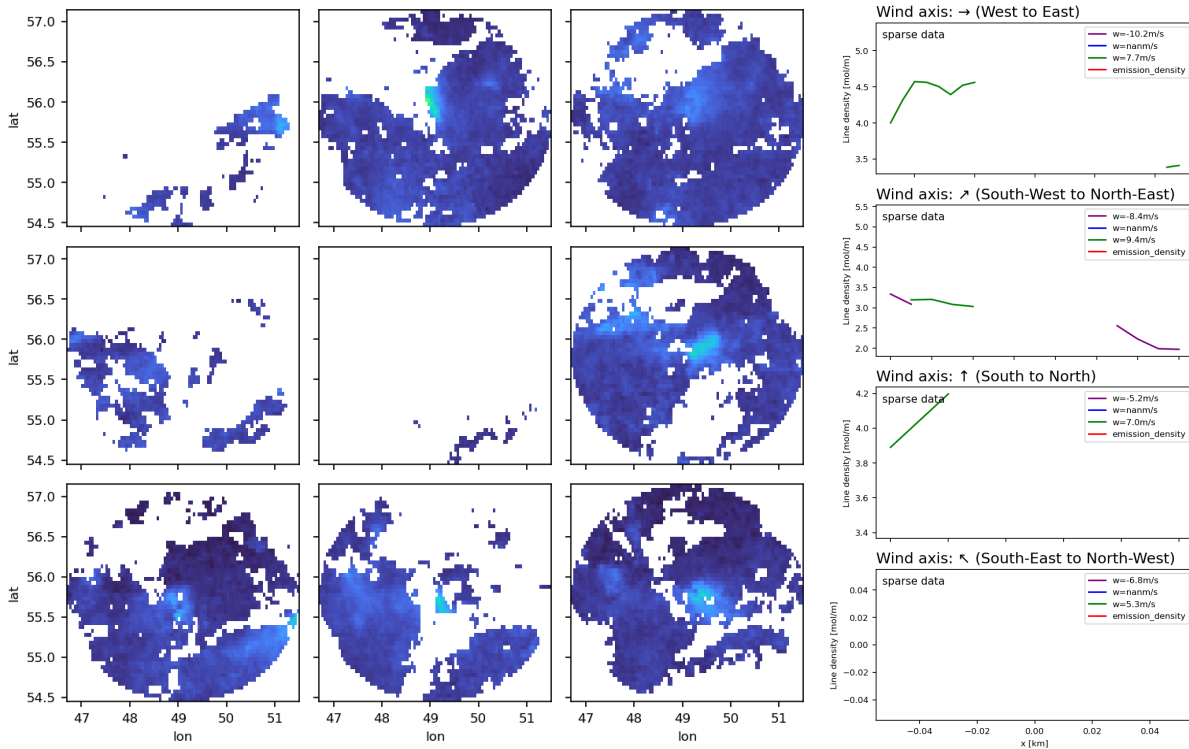 57.0
56.5
56.0
55.5
55.0
54.5
lat
57.0
56.5
56.0
55.5
55.0
54.5
lat
57.0
56.5
56.0
55.5
55.0
54.5
lat
47 48 49 50 51
lon
47 48 49 50 51
lon
47 48 49 50 51
lon
Wind axis: → (West to East)
sparse data
w=-10.2m/s
w=nanm/s
w=7.7m/s
emission_density
5.0
4.5
4.0
3.5
Line density [mol/m]
Wind axis: ↗ (South-West to North-East)
sparse data
w=-8.4m/s
w=nanm/s
w=9.4m/s
emission_density
5.5
5.0
4.5
4.0
3.5
3.0
2.5
2.0
Line density [mol/m]
Wind axis: ↑ (South to North)
sparse data
w=-5.2m/s
w=nanm/s
w=7.0m/s
emission_density
4.2
4.0
3.8
3.6
3.4
Line density [mol/m]
Wind axis: ↖ (South-East to North-West)
sparse data
w=-6.8m/s
w=nanm/s
w=5.3m/s
emission_density
0.04
0.02
0.00
−0.02
−0.04
Line density [mol/m]
−0.04 −0.02 0.00 0.02 0.04
x [km]